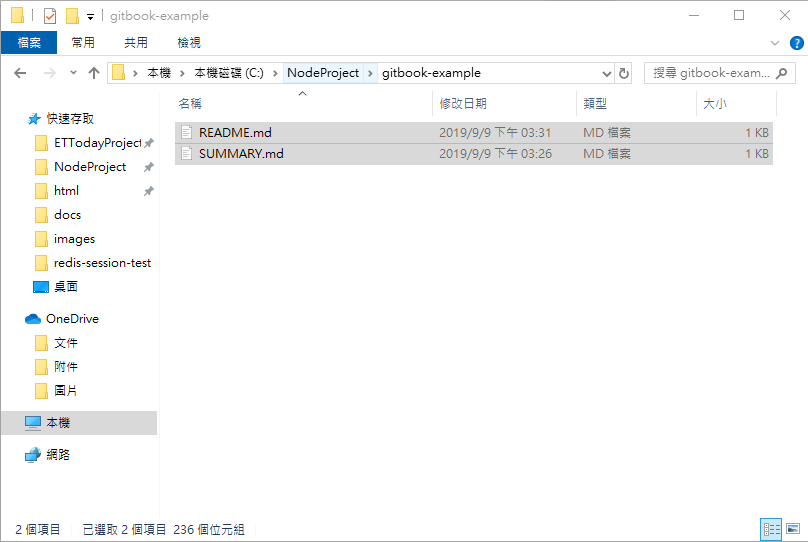 gitbook-example
檔案 常用 共用 檢視
本機 本機磁碟 (C:) NodeProject gitbook-example 搜尋 gitbook-exam...
名稱 修改日期 類型 大小
README.md 2019/9/9 下午 03:31 MD 檔案 1 KB
SUMMARY.md 2019/9/9 下午 03:26 MD 檔案 1 KB
快速存取
ETTodayProject
NodeProject
html
docs
images
redis-session-test
桌面
OneDrive
文件
附件
圖片
本機
網路
2 個項目 已選取 2 個項目 236 個位元組